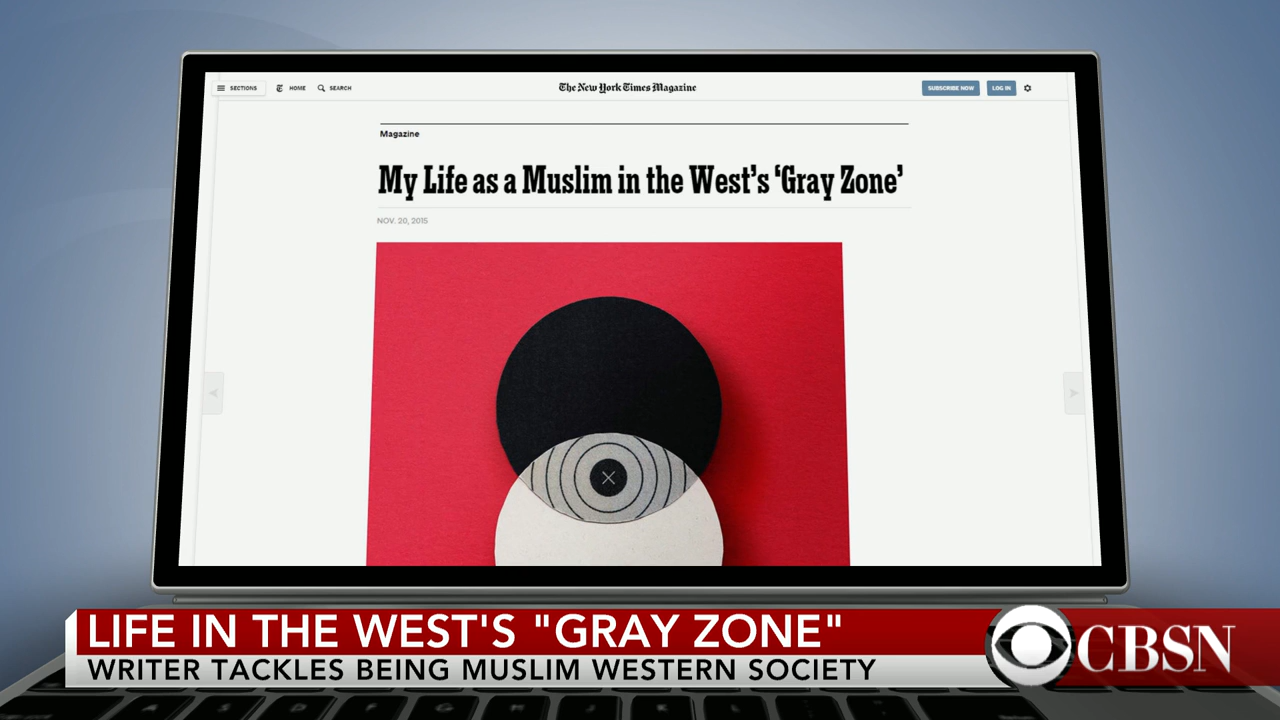 SECTIONS HOME SEARCH The New York Times Magazine SUBSCRIBE NOW LOG IN
Magazine
My Life as a Muslim in the West's 'Gray Zone'
NOV. 20, 2015
LIFE IN THE WEST'S "GRAY ZONE"
WRITER TACKLES BEING MUSLIM WESTERN SOCIETY
CBSN